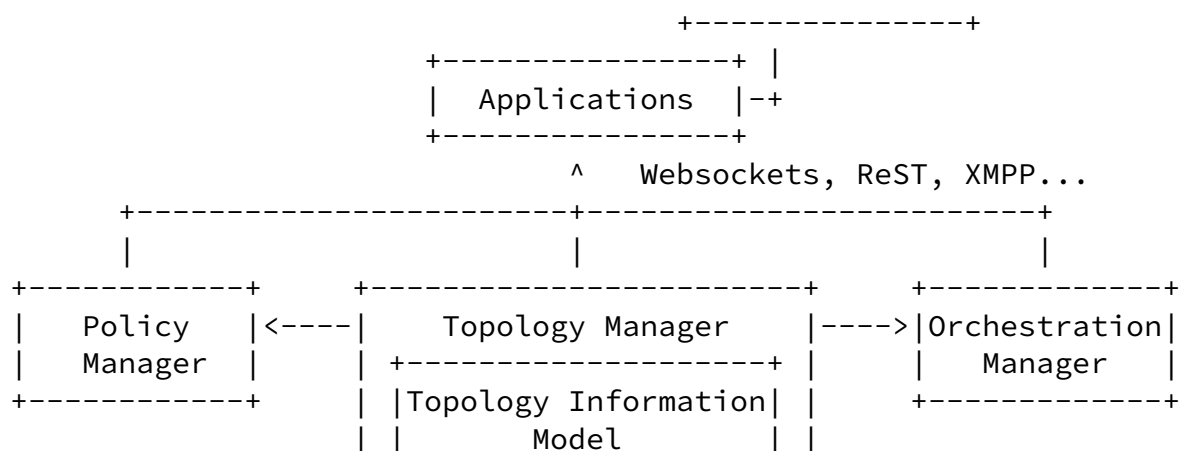 +---------------+
                        +----------------+ |
                        |  Applications  |-+
                        +----------------+
                                ^   Websockets, ReST, XMPP...
       +------------------------+-------------------------+
       |                        |                         |
 +------------+     +------------------------+     +-------------+
 |   Policy   |<----|    Topology Manager    |---->|Orchestration|
 |   Manager  |     | +--------------------+ |     |   Manager   |
 +------------+     | |Topology Information| |     +-------------+
                    | |       Model        | |